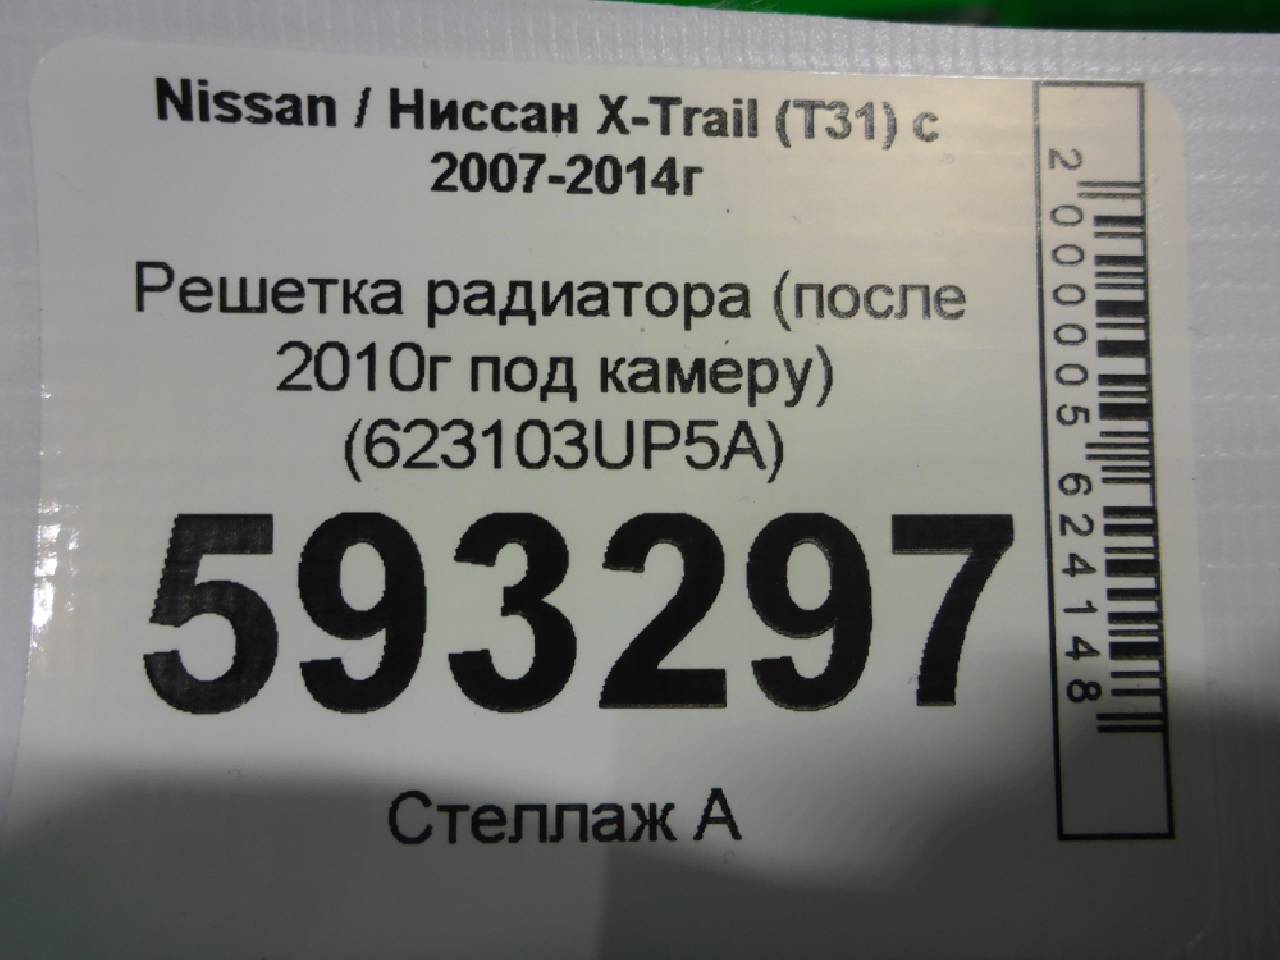 Nissan / Ниссан X-Trail (T31) с
2007-2014г
Решетка радиатора (после
2010г под камеру)
(623103UP5A)
593297
Стеллаж А
2000005624148